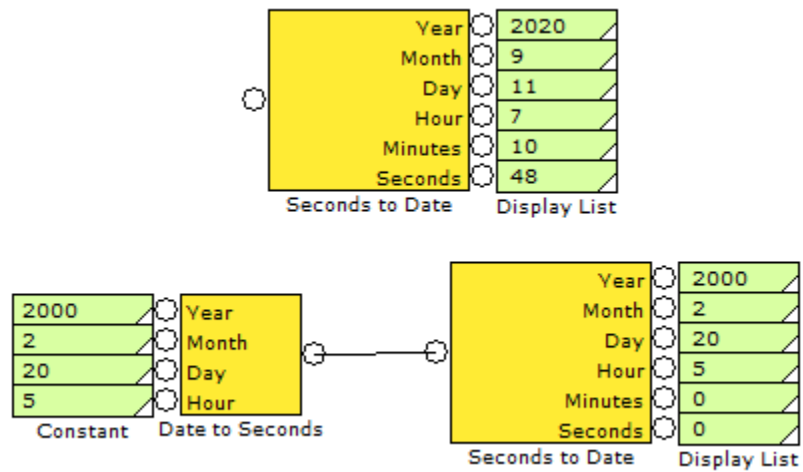 Year 2020
Month 9
Day 11
Hour 7
Minutes 10
Seconds 48
Seconds to Date Display List
2000 Year
2 Month
20 Day
5 Hour
Constant Date to Seconds
Year 2000
Month 2
Day 20
Hour 5
Minutes 0
Seconds 0
Seconds to Date Display List